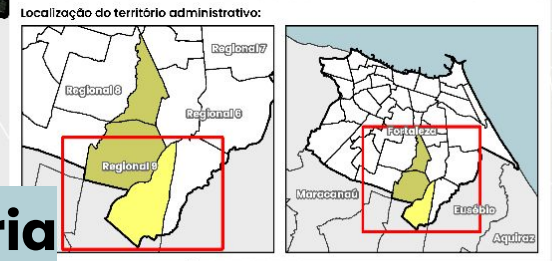 Localização do território administrativo:
Regional 7
Regional 8
Regional 6
Regional 9
Fortaleza
Maracanaú
Eusébio
Aquiraz
ria